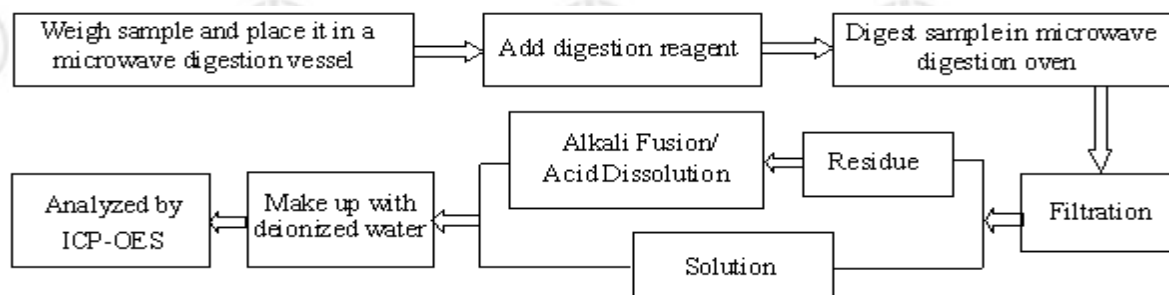 Weigh sample and place it in a
microwave digestion vessel
Add digestion reagent
Digest sample in microwave
digestion oven
Filtration
Residue
Alkali Fusion/
Acid Dissolution
Solution
Make up with
deionized water
Analyzed by
ICP-OES